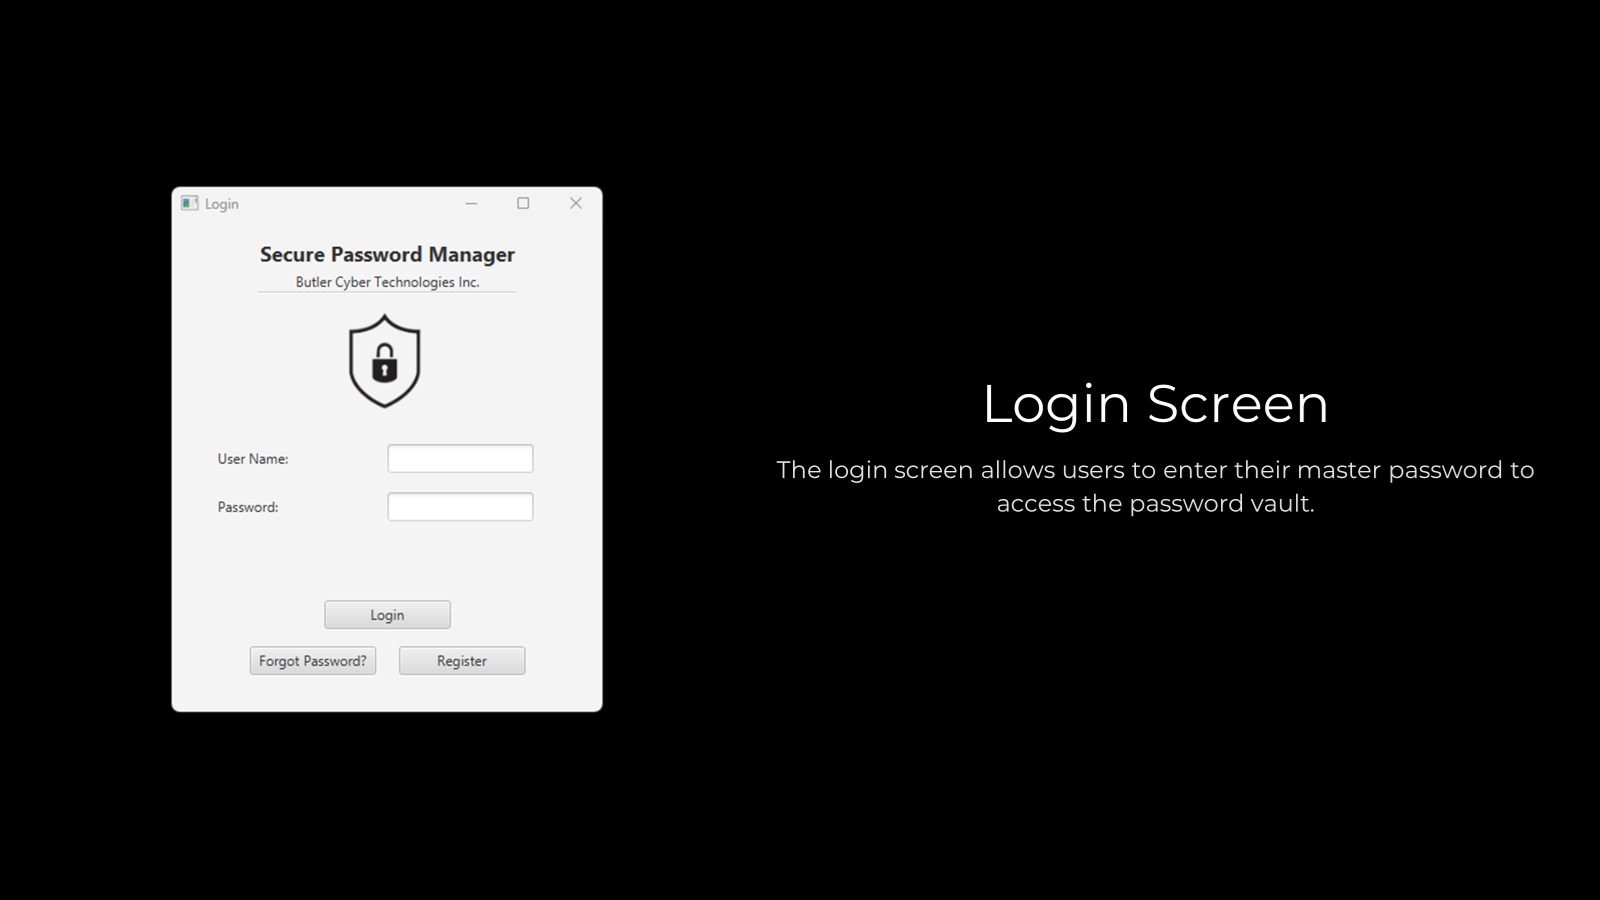 Login
Secure Password Manager
Butler Cyber Technologies Inc.
User Name:
Password:
Login
Forgot Password?
Register
Login Screen
The login screen allows users to enter their master password to
access the password vault.